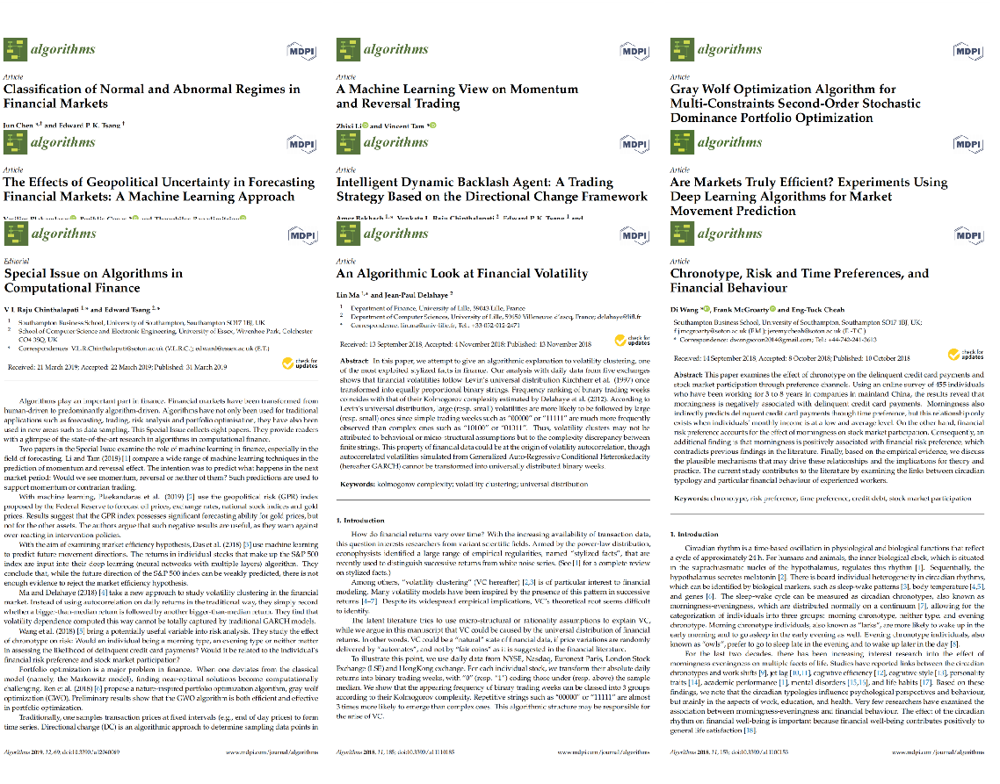 algorithms
MDPI
Article
Classification of Normal and Abnormal Regimes in
Financial Markets
Jun Chen *,† and Edward P. K. Tsang †
algorithms
MDPI
Article
A Machine Learning View on Momentum
and Reversal Trading
Zhixi Li and Vincent Tam *
algorithms
MDPI
Article
Gray Wolf Optimization Algorithm for
Multi-Constraints Second-Order Stochastic
Dominance Portfolio Optimization
algorithms
MDPI
Article
The Effects of Geopolitical Uncertainty in Forecasting
Financial Markets: A Machine Learning Approach
algorithms
MDPI
Article
Intelligent Dynamic Backlash Agent: A Trading
Strategy Based on the Directional Change Framework
Amer Bakhach 1,*, Venkata L. Raju Chinthalapati 2, Edward P. K. Tsang 1 and
algorithms
MDPI
Article
Are Markets Truly Efficient? Experiments Using
Deep Learning Algorithms for Market
Movement Prediction
algorithms
MDPI
Editorial
Special Issue on Algorithms in
Computational Finance
V L Raju Chinthalapati 1,* and Edward Tsang 2,*
1 Southampton Business School, University of Southampton, Southampton SO17 1BJ, UK
2 School of Computer Science and Electronic Engineering, University of Essex, Wivenhoe Park, Colchester
CO4 3SQ, UK
* Correspondences: V.L.R.Chinthalapati@soton.ac.uk (V.L.R.C.); edward@essex.ac.uk (E.T.)
Received: 21 March 2019; Accepted: 22 March 2019; Published: 31 March 2019
check for
updates
Algorithms play an important part in finance. Financial markets have been transformed from
human-driven to predominantly algorithm-driven. Algorithms have not only been used for traditional
applications such as forecasting, trading, risk analysis and portfolio optimisation, they have also been
used in new areas such as data sampling. This Special Issue collects eight papers. They provide readers
with a glimpse of the state-of-the-art research in algorithms in computational finance.
Two papers in the Special Issue examine the role of machine learning in finance, especially in the
field of forecasting. Li and Tam (2019) [1] compare a wide range of machine learning techniques in the
prediction of momentum and reversal effect. The intention was to predict what happens in the next
market period: Would we see momentum, reversal or neither of them? Such predictions are used to
support momentum or contrarian trading.
With machine learning, Plaekandaras et al. (2019) [2] use the geopolitical risk (GPR) index
proposed by the Federal Reserve to forecast oil prices, exchange rates, national stock indices and gold
prices. Results suggest that the GPR index possesses significant forecasting ability for gold prices, but
not for the other assets. The authors argue that such negative results are useful, as they warn against
over reacting in intervention policies.
With the aim of examining market efficiency hypothesis, Das et al. (2018) [3] use machine learning
to predict future movement directions. The returns in individual stocks that make up the S&P 500
index are input into their deep learning (neural networks with multiple layers) algorithm. They
conclude that, while the future direction of the S&P 500 index can be weakly predicted, there is not
enough evidence to reject the market efficiency hypothesis.
Ma and Delahaye (2018) [4] take a new approach to study volatility clustering in the financial
market. Instead of using autocorrelation on daily returns in the traditional way, they simply record
whether a bigger-than-median return is followed by another bigger-than-median return. They find that
volatility dependence computed this way cannot be totally captured by traditional GARCH models.
Wang et al. (2018) [5] bring a potentially useful variable into risk analysis. They study the effect
of chronotype on risk: Would an individual being a morning type, an evening type or neither matter
in assessing the likelihood of delinquent credit card payments? Would it be related to the individual's
financial risk preference and stock market participation?
Portfolio optimization is a major problem in finance. When one deviates from the classical
model (namely, the Markowitz model), finding near-optimal solutions become computationally
challenging. Ren et al. (2018) [6] propose a nature-inspired portfolio optimization algorithm, gray wolf
optimization (GWO). Preliminary results show that the GWO algorithm is both efficient and effective
in portfolio optimization.
Traditionally, one samples transaction prices at fixed intervals (e.g., end of day prices) to form
time series. Directional change (DC) is an algorithmic approach to determine sampling data points in
Algorithms 2019, 12, 69; doi:10.3390/a12040069
www.mdpi.com/journal/algorithms
algorithms
MDPI
Article
An Algorithmic Look at Financial Volatility
Lin Ma 1,* and Jean-Paul Delahaye 2
1 Department of Finance, University of Lille, 59043 Lille, France
2 Department of Computer Sciences, University of Lille, 59650 Villeneuve d'ascq, France; delahaye@lifl.fr
* Correspondence: lin.ma@univ-lille.fr, Tel.: +33-032-012-2471
Received: 13 September 2018; Accepted: 4 November 2018; Published: 13 November 2018
check for
updates
Abstract: In this paper, we attempt to give an algorithmic explanation to volatility clustering, one
of the most exploited stylized facts in finance. Our analysis with daily data from five exchanges
shows that financial volatilities follow Levin's universal distribution Kirchherr et al. (1997) once
transformed into equally proportional binary strings. Frequency ranking of binary trading weeks
coincides with that of their Kolmogorov complexity estimated by Delahaye et al. (2012). According to
Levin's universal distribution, large (resp. small) volatilities are more likely to be followed by large
(resp. small) ones since simple trading weeks such as "00000" or "11111" are much more frequently
observed than complex ones such as "10100" or "01011". Thus, volatility clusters may not be
attributed to behavioral or micro-structural assumptions but to the complexity discrepancy between
finite strings. This property of financial data could be at the origin of volatility autocorrelation, though
autocorrelated volatilities simulated from Generalized Auto-Regressive Conditional Heteroskedacity
(hereafter GARCH) cannot be transformed into universally distributed binary weeks.
Keywords: kolmogorov complexity; volatility clustering; universal distribution
1. Introduction
How do financial returns vary over time? With the increasing availability of transaction data,
this question interests researchers from variant scientific fields. Armed by the power-law distribution,
econophysicists identified a large range of empirical regularities, named "stylized facts", that are
recently used to distinguish successive returns from white noise series. (See [1] for a complete review
on stylized facts.)
Among others, "volatility clustering" (VC hereafter) [2,3] is of particular interest to financial
modeling. Many volatility models have been inspired by the presence of this pattern in successive
returns [4–7]. Despite its widespread empirical implications, VC's theoretical root seems difficult
to identify.
The latent literature tries to use micro-structural or rationality assumptions to explain VC,
while we argue in this manuscript that VC could be caused by the universal distribution of financial
returns. In other words. VC could be a "natural" state of financial data, if price variations are randomly
delivered by "automates", and not by "fair coins" as it is suggested in the financial literature.
To illustrate this point, we use daily data from NYSE, Nasdaq, Euronext Paris, London Stock
Exchange (LSE) and HongKong exchange. For each individual stock, we transform their absolute daily
returns into binary trading weeks, with "0" (resp. "1") coding those under (resp. above) the sample
median. We show that the appearing frequency of binary trading weeks can be classed into 3 groups
according to their Kolmogorov complexity. Repetitive strings such as "00000" or "11111" are almost
3 times more likely to emerge than complex ones. This algorithmic structure may be responsible for
the arise of VC.
Algorithms 2018, 11, 185; doi:10.3390/a11110185
www.mdpi.com/journal/algorithms
algorithms
MDPI
Article
Chronotype, Risk and Time Preferences, and
Financial Behaviour
Di Wang *, Frank McGroarty and Eng-Tuck Cheah
Southampton Business School, University of Southampton, Southampton SO17 1BJ, UK;
f.j.mcgroarty@soton.ac.uk (F.M.); jeremy.cheah@soton.ac.uk (E.-T.C.)
* Correspondence: dwangsoton2014@gmail.com; Tel.: +44-742-241-3613
Received: 14 September 2018; Accepted: 8 October 2018; Published: 10 October 2018
check for
updates
Abstract: This paper examines the effect of chronotype on the delinquent credit card payments and
stock market participation through preference channels. Using an online survey of 455 individuals
who have been working for 3 to 8 years in companies in mainland China, the results reveal that
morningness is negatively associated with delinquent credit card payments. Morningness also
indirectly predicts delinquent credit card payments through time preference, but this relationship only
exists when individuals' monthly income is at a low and average level. On the other hand, financial
risk preference accounts for the effect of morningness on stock market participation. Consequently, an
additional finding is that morningness is positively associated with financial risk preference, which
contradicts previous findings in the literature. Finally, based on the empirical evidence, we discuss
the plausible mechanisms that may drive these relationships and the implications for theory and
practice. The current study contributes to the literature by examining the links between circadian
typology and particular financial behaviour of experienced workers.
Keywords: chronotype, risk preference, time preference, credit debt, stock market participation
1. Introduction
Circadian rhythm is a time-based oscillation in physiological and biological functions that reflect
a cycle of approximately 24 h. For humans and animals, the inner biological clock, which is situated
in the suprachiasmatic nucleus of the hypothalamus, regulates this rhythm [1]. Sequentially, the
hypothalamus secretes melatonin [2]. There is board individual heterogeneity in circadian rhythms,
which can be identified by biological markers, such as sleep-wake patterns [3], body temperature [4,5],
and genes [6]. The sleep-wake cycle can be measured as circadian chronotypes, also known as
morningness-eveningness, which are distributed normally on a continuum [7], allowing for the
categorization of individuals into three groups: morning chronotype, neither type, and evening
chronotype. Morning chronotype individuals, also known as "larks", are more likely to wake up in the
early morning and to go asleep in the early evening as well. Evening chronotype individuals, also
known as "owls", prefer to go to sleep late in the evening and to wake up later in the day [8].
For the last two decades, there has been increasing interest research into the effect of
morningness-eveningness on multiple facets of life. Studies reported links between the circadian
chronotypes and work shifts [9], jet lag [10,11], cognitive efficiency [12], cognitive style [13], personality
traits [14], academic performance [1], mental disorders [15,16], and life habits [17]. Based on these
findings, we note that the circadian typologies influence psychological perspectives and behaviour,
but mainly in the aspects of work, education, and health. Very few researchers have examined the
association between morningness-eveningness and financial behaviour. The effect of the circadian
rhythm on financial well-being is important because financial well-being contributes positively to
general life satisfaction [18].
Algorithms 2018, 11, 153; doi:10.3390/a11100153
www.mdpi.com/journal/algorithms